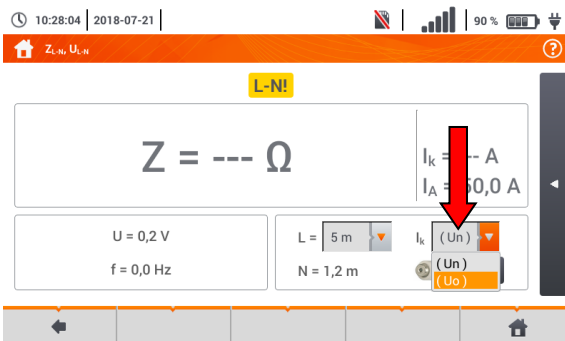 10:28:04 2018-07-21 90 %
ZL-N, UL-N
L-N!
Z = --- Ω
Ik = -- A
IA = 50,0 A
U = 0,2 V
f = 0,0 Hz
L = 5 m
Ik (Un)
N = 1,2 m
(Un)
(Uo)